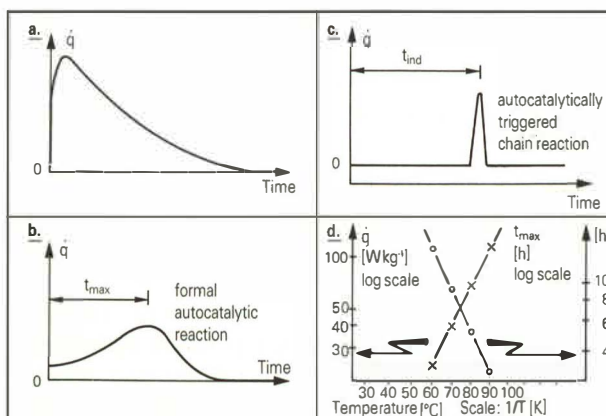 a.
q̇
0
Time
b.
q̇
t_max
formal
autocatalytic
reaction
0
Time
c.
q̇
t_ind
autocatalytically
triggered
chain reaction
0
Time
d.
q̇
[Wkg⁻¹]
log scale
t_max
[h]
log scale
[h]
100
50
40
30
10
8
6
4
30 40 50 60 70 80 90 100
Temperature [°C] Scale: 1/T [K]